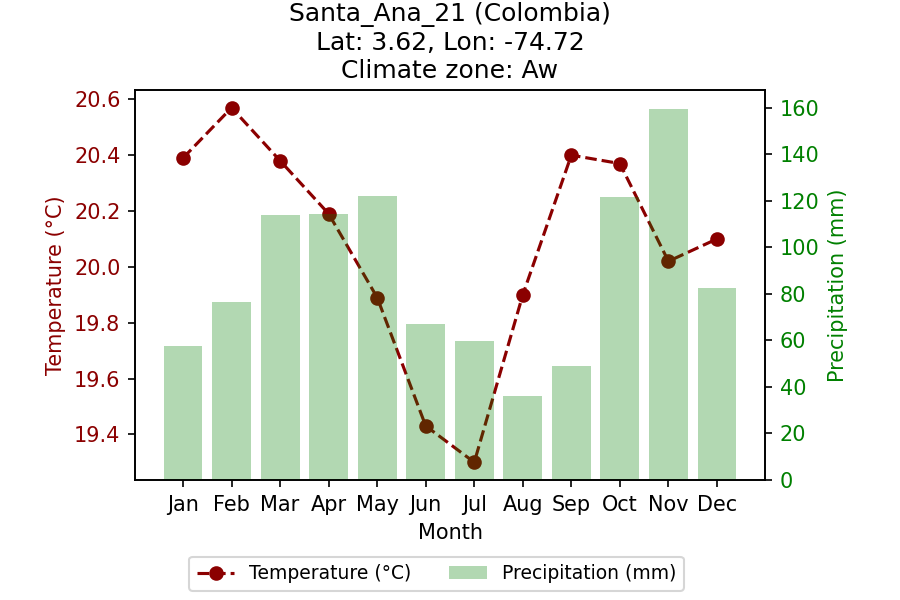 Santa_Ana_21 (Colombia)
Lat: 3.62, Lon: -74.72
Climate zone: Aw
20.6
20.4
20.2
20.0
19.8
19.6
19.4
Temperature (°C)
160
140
120
100
80
60
40
20
0
Precipitation (mm)
Jan Feb Mar Apr May Jun Jul Aug Sep Oct Nov Dec
Month
Temperature (°C) Precipitation (mm)